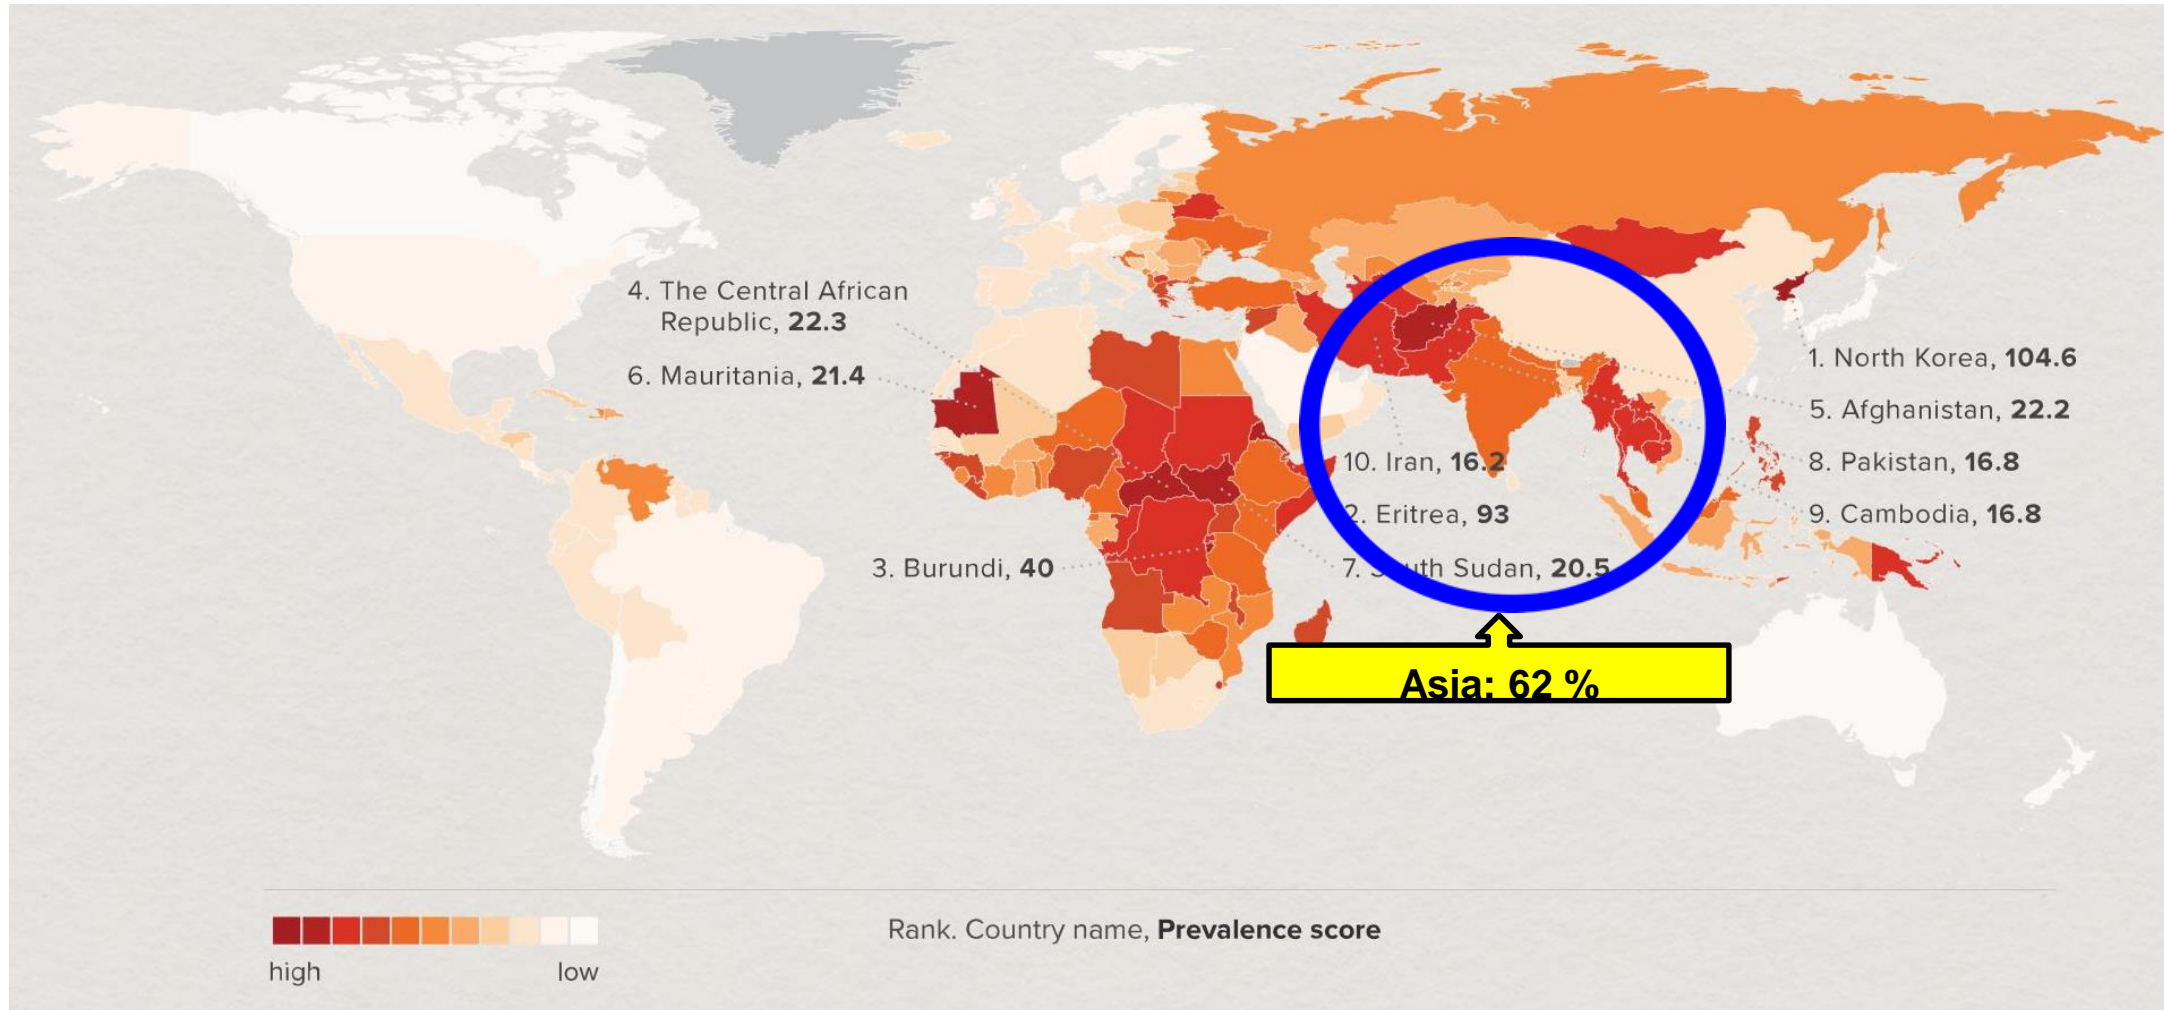 4. The Central African
Republic, 22.3
6. Mauritania, 21.4
3. Burundi, 40
10. Iran, 16.2
2. Eritrea, 93
7. South Sudan, 20.5
1. North Korea, 104.6
5. Afghanistan, 22.2
8. Pakistan, 16.8
9. Cambodia, 16.8
Asia: 62 %
Rank. Country name, Prevalence score
high
low